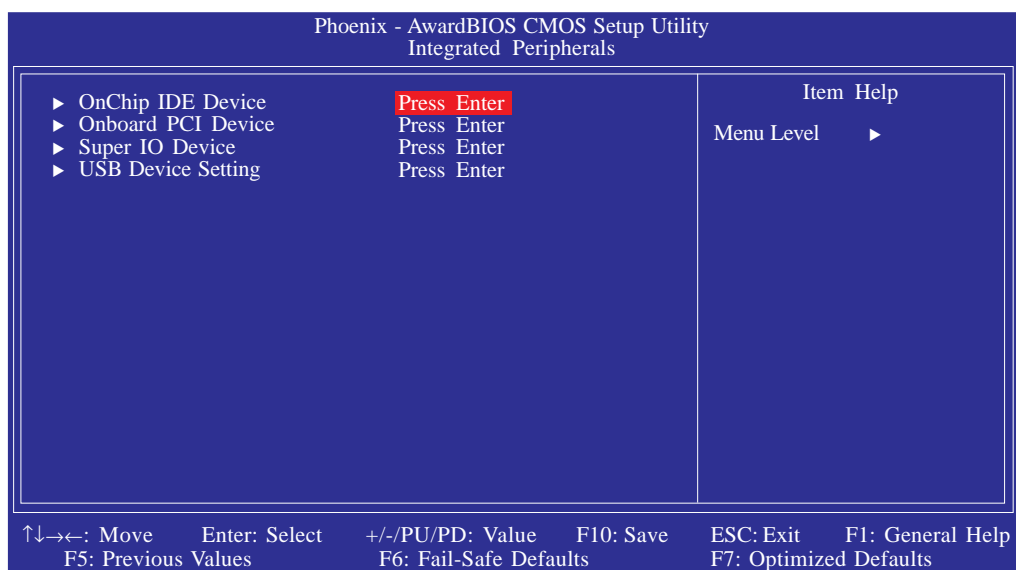 Phoenix - AwardBIOS CMOS Setup Utility
Integrated Peripherals
▶ OnChip IDE Device Press Enter
▶ Onboard PCI Device Press Enter
▶ Super IO Device Press Enter
▶ USB Device Setting Press Enter
Item Help
Menu Level ▶
↑↓→←: Move Enter: Select +/-/PU/PD: Value F10: Save ESC: Exit F1: General Help
F5: Previous Values F6: Fail-Safe Defaults F7: Optimized Defaults